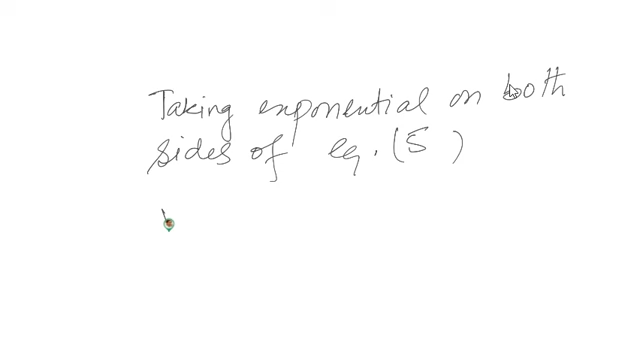 Taking exponential on both
sides of eq. (5)